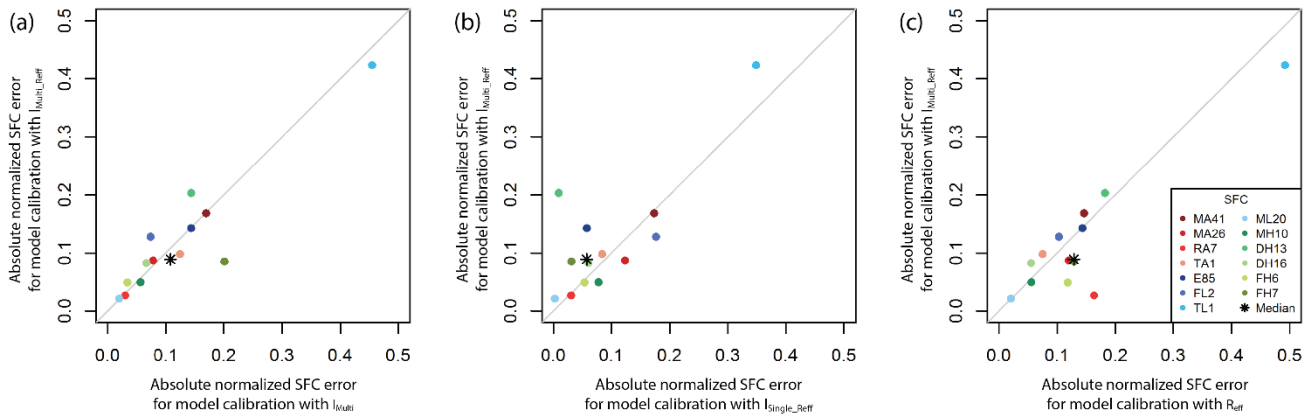 (a)
Absolute normalized SFC error
for model calibration with I_Multi_Reff
0.5
0.4
0.3
0.2
0.1
0.0
0.0 0.1 0.2 0.3 0.4 0.5
Absolute normalized SFC error
for model calibration with I_Multi
(b)
Absolute normalized SFC error
for model calibration with I_Multi_Reff
0.5
0.4
0.3
0.2
0.1
0.0
0.0 0.1 0.2 0.3 0.4 0.5
Absolute normalized SFC error
for model calibration with I_Single_Reff
(c)
Absolute normalized SFC error
for model calibration with I_Multi_Reff
0.5
0.4
0.3
0.2
0.1
0.0
0.0 0.1 0.2 0.3 0.4 0.5
Absolute normalized SFC error
for model calibration with R_eff
SFC
MA41 ML20
MA26 MH10
RA7 DH13
TA1 DH16
E85 FH6
FL2 FH7
TL1 Median